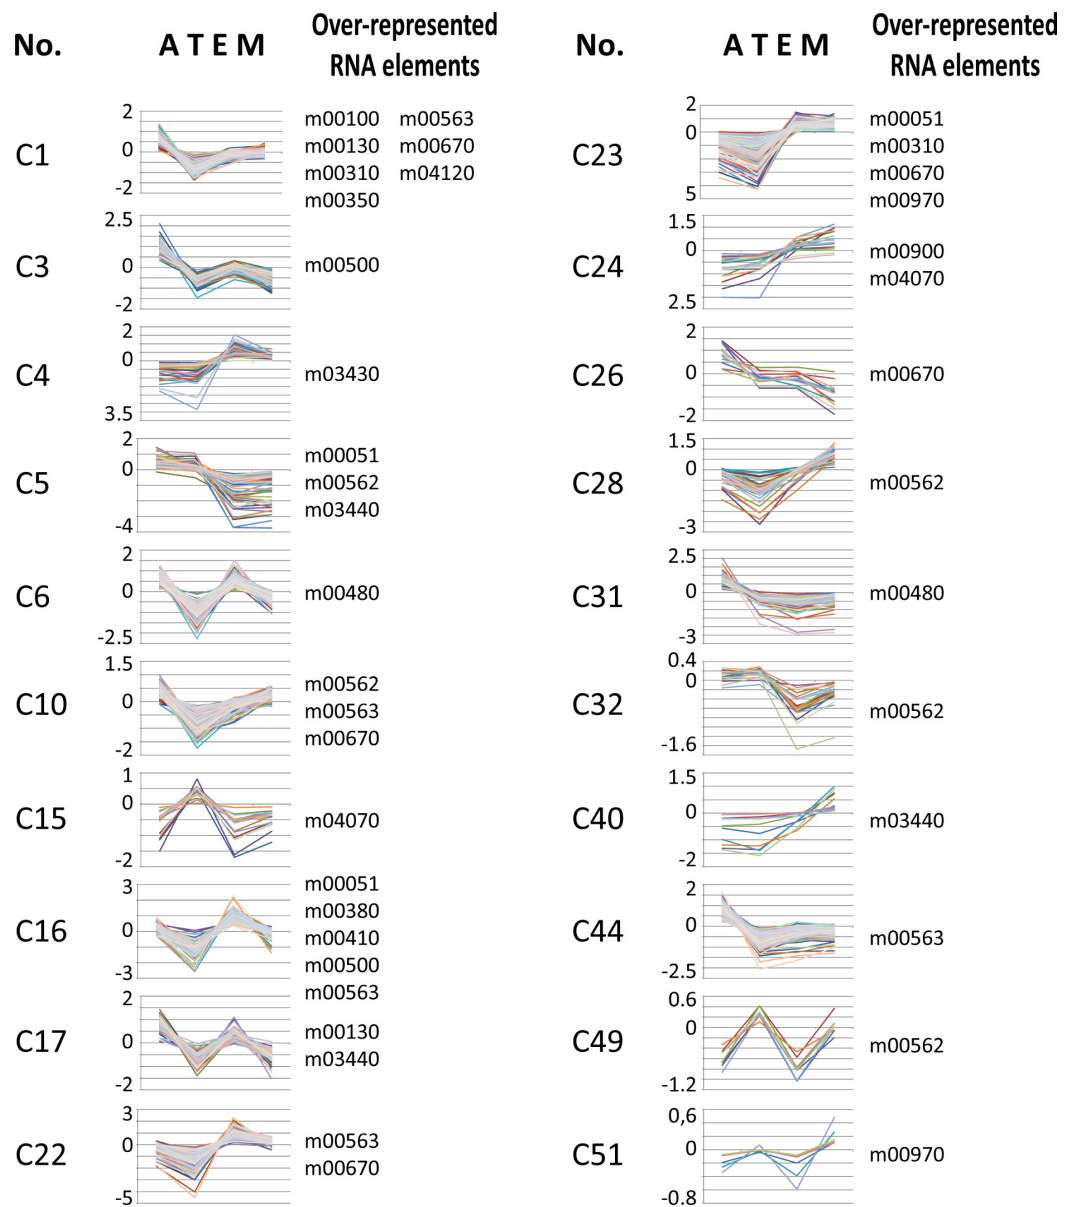 No. A T E M Over-represented
RNA elements
C1
2
0
-2
m00100 m00563
m00130 m00670
m00310 m04120
m00350
C3
2.5
0
-2
m00500
C4
2
0
3.5
m03430
C5
2
0
-4
m00051
m00562
m03440
C6
2
0
-2.5
m00480
C10
1.5
0
-2
m00562
m00563
m00670
C15
1
0
-2
m04070
C16
3
0
-3
m00051
m00380
m00410
m00500
m00563
C17
2
0
-2
m00130
m03440
C22
3
0
-5
m00563
m00670
No. A T E M Over-represented
RNA elements
C23
2
0
5
m00051
m00310
m00670
m00970
C24
1.5
0
2.5
m00900
m04070
C26
2
0
-2
m00670
C28
1.5
0
-3
m00562
C31
2.5
0
-3
m00480
C32
0.4
0
-1.6
m00562
C40
1.5
0
-2
m03440
C44
2
0
-2.5
m00563
C49
0.6
0
-1.2
m00562
C51
0,6
0
-0.8
m00970